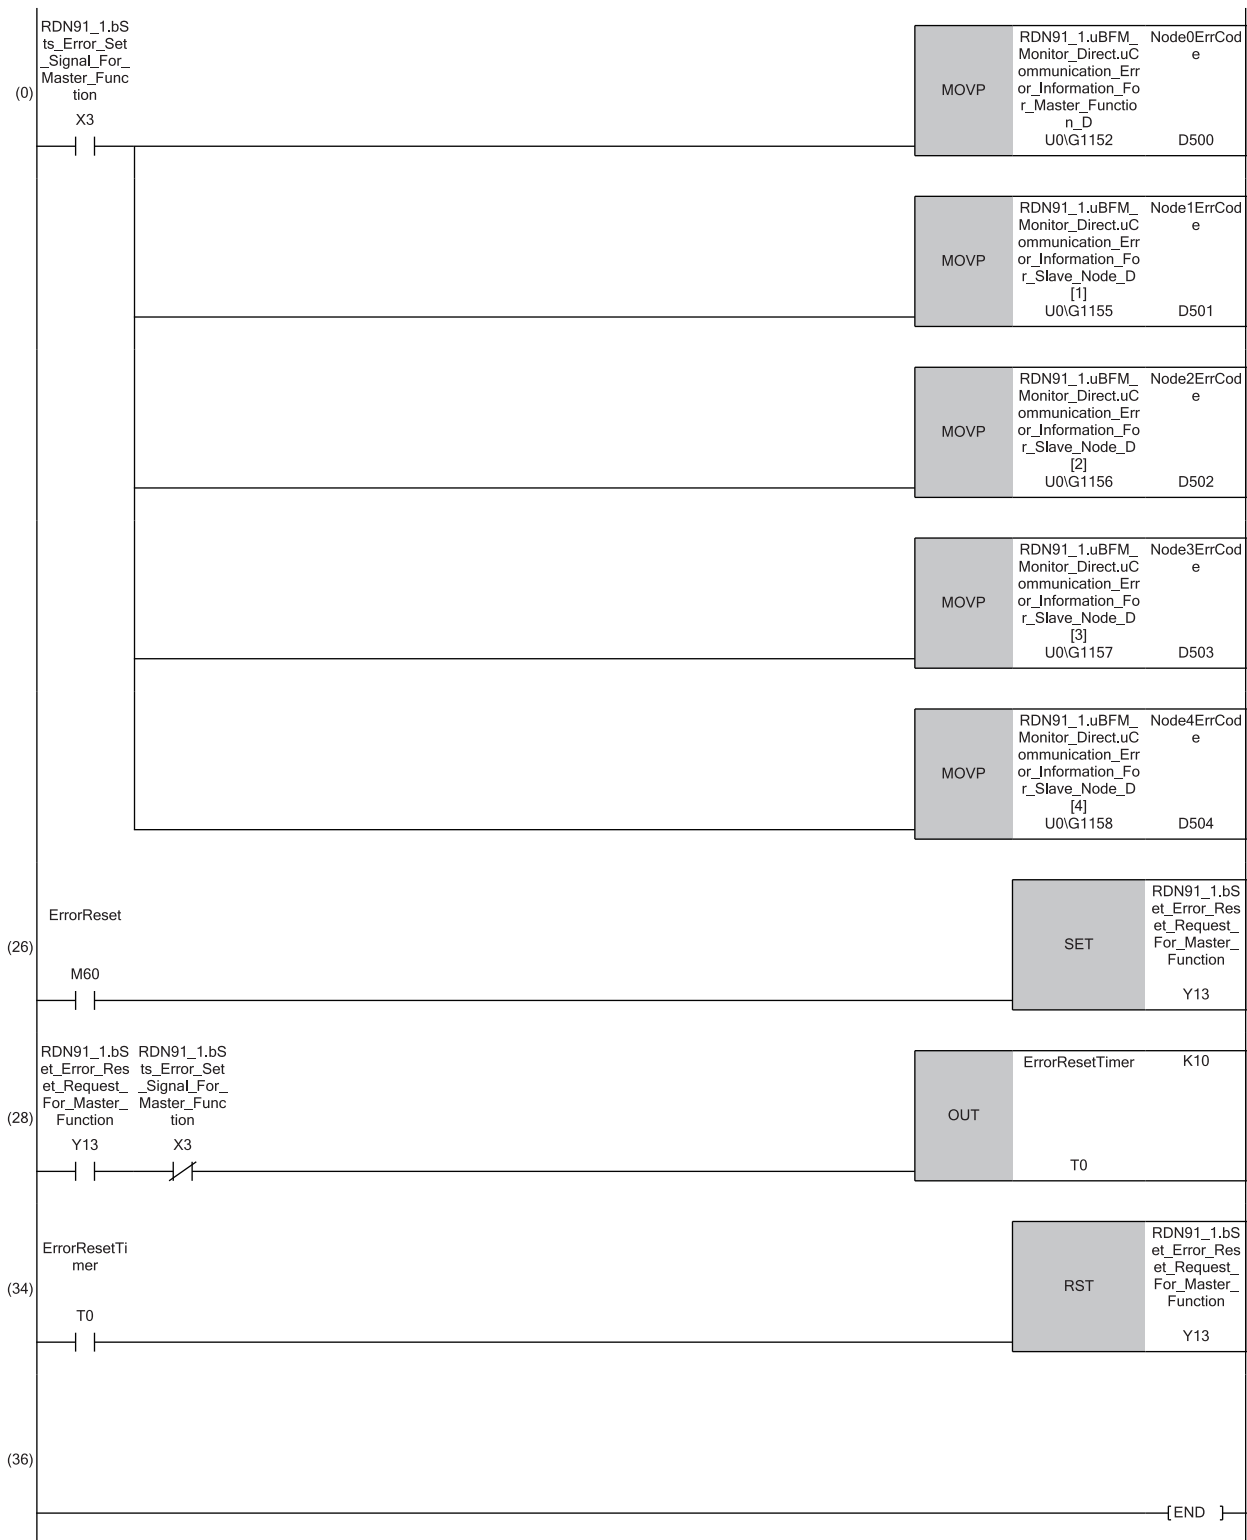 RDN91_1.bS
ts_Error_Set
_Signal_For_
Master_Func
tion
(0)
X3
MOVP
RDN91_1.uBFM_
Monitor_Direct.uC
ommunication_Err
or_Information_Fo
r_Master_Functio
n_D
U0\G1152
Node0ErrCod
e
D500
MOVP
RDN91_1.uBFM_
Monitor_Direct.uC
ommunication_Err
or_Information_Fo
r_Slave_Node_D
[1]
U0\G1155
Node1ErrCod
e
D501
MOVP
RDN91_1.uBFM_
Monitor_Direct.uC
ommunication_Err
or_Information_Fo
r_Slave_Node_D
[2]
U0\G1156
Node2ErrCod
e
D502
MOVP
RDN91_1.uBFM_
Monitor_Direct.uC
ommunication_Err
or_Information_Fo
r_Slave_Node_D
[3]
U0\G1157
Node3ErrCod
e
D503
MOVP
RDN91_1.uBFM_
Monitor_Direct.uC
ommunication_Err
or_Information_Fo
r_Slave_Node_D
[4]
U0\G1158
Node4ErrCod
e
D504
(26)
ErrorReset
M60
SET
RDN91_1.bS
et_Error_Res
et_Request_
For_Master_
Function
Y13
(28)
RDN91_1.bS
et_Error_Res
et_Request_
For_Master_
Function
Y13
RDN91_1.bS
ts_Error_Set
_Signal_For_
Master_Func
tion
X3
OUT
ErrorResetTimer
T0
K10
(34)
ErrorResetTi
mer
T0
RST
RDN91_1.bS
et_Error_Res
et_Request_
For_Master_
Function
Y13
(36)
[END ]